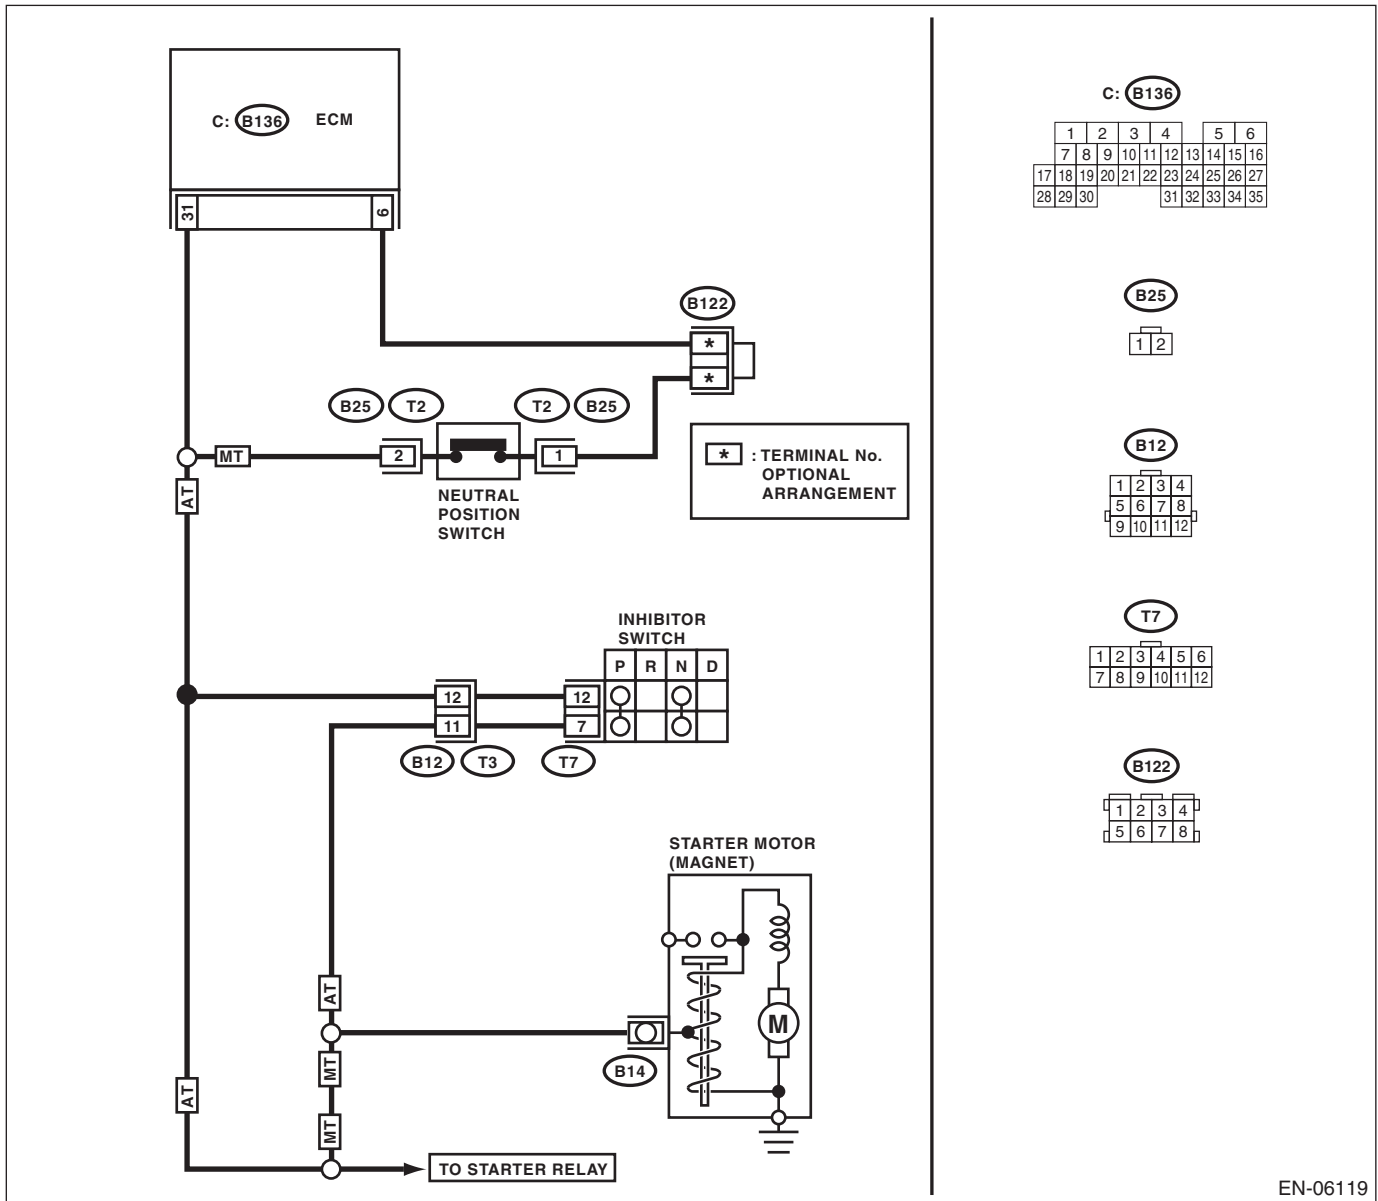 C: B136 ECM
31 6
B122
*
*
B25 T2 T2 B25
MT 2 1
* : TERMINAL No.
OPTIONAL
ARRANGEMENT
AT
NEUTRAL
POSITION
SWITCH
INHIBITOR
SWITCH
P R N D
12 12
11 7
B12 T3 T7
STARTER MOTOR
(MAGNET)
AT
M
MT
B14
AT
MT
TO STARTER RELAY
C: B136
1 2 3 4 5 6
7 8 9 10 11 12 13 14 15 16
17 18 19 20 21 22 23 24 25 26 27
28 29 30 31 32 33 34 35
B25
1 2
B12
1 2 3 4
5 6 7 8
9 10 11 12
T7
1 2 3 4 5 6
7 8 9 10 11 12
B122
1 2 3 4
5 6 7 8
EN-06119